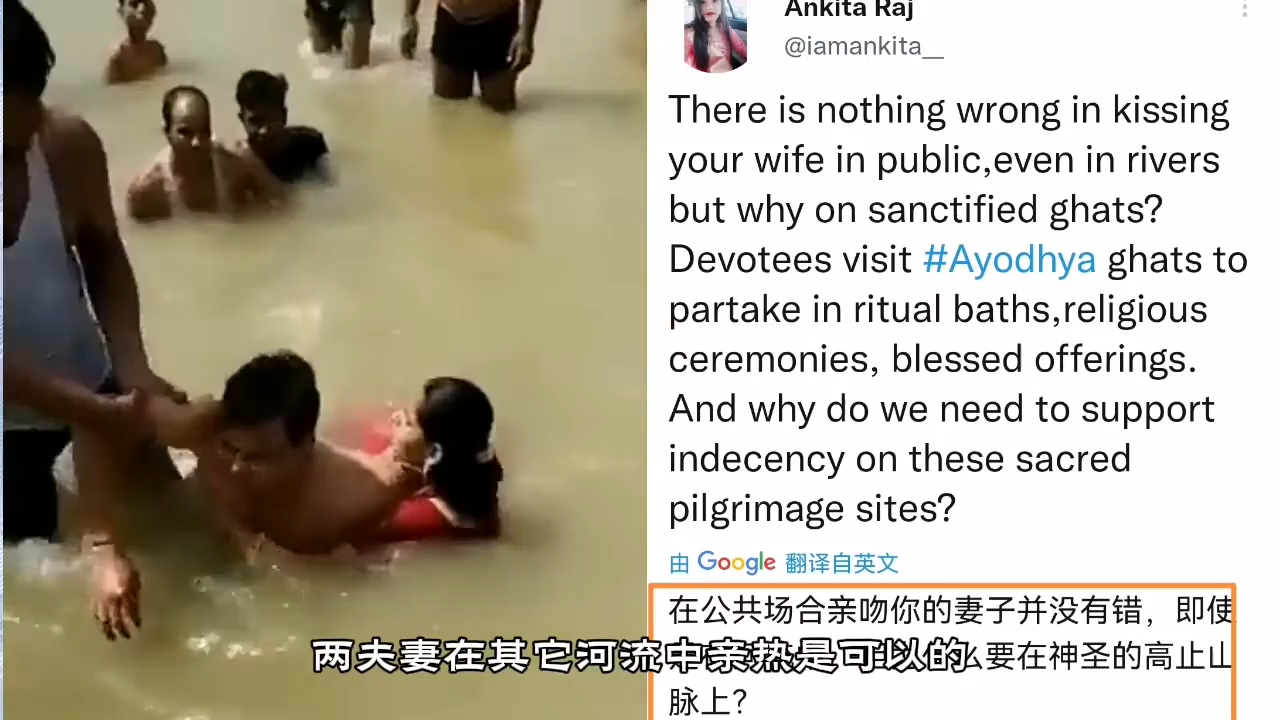 Ankita Raj
@iamankita__
There is nothing wrong in kissing
your wife in public,even in rivers
but why on sanctified ghats?
Devotees visit #Ayodhya ghats to
partake in ritual baths,religious
ceremonies, blessed offerings.
And why do we need to support
indecency on these sacred
pilgrimage sites?
由 Google 翻译自英文
在公共场合亲吻你的妻子并没有错，即使
么要在神圣的高止山
脉上？
两夫妻在其它河流中亲热是可以的